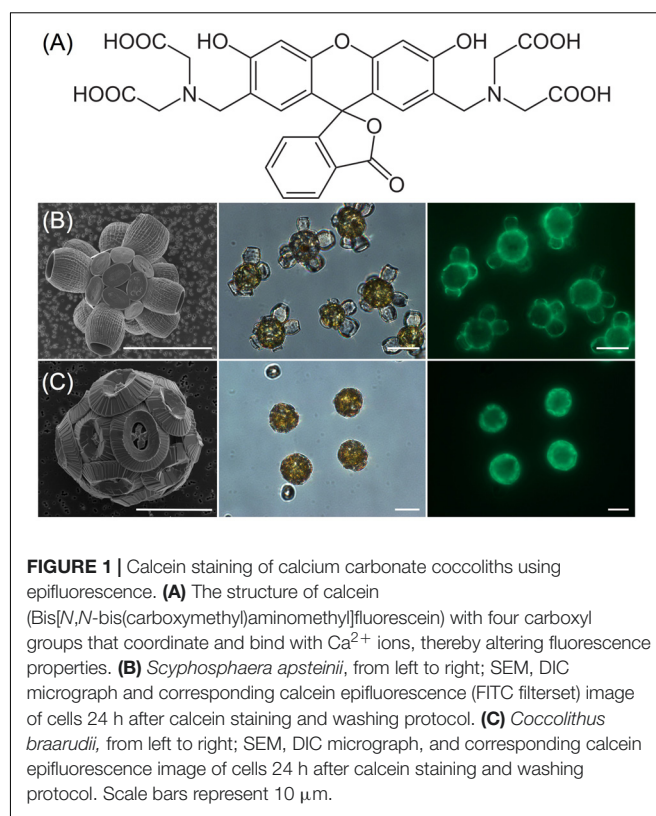 (A)
HOOC
HO
O
OH
COOH
HOOC
N
N
COOH
O
O
(B)
(C)
FIGURE 1 | Calcein staining of calcium carbonate coccoliths using
epifluorescence. (A) The structure of calcein
(Bis[N,N-bis(carboxymethyl)aminomethyl]fluorescein) with four carboxyl
groups that coordinate and bind with Ca²⁺ ions, thereby altering fluorescence
properties. (B) Scyphosphaera apsteinii, from left to right; SEM, DIC
micrograph and corresponding calcein epifluorescence (FITC filterset) image
of cells 24 h after calcein staining and washing protocol. (C) Coccolithus
braarudii, from left to right; SEM, DIC micrograph, and corresponding calcein
epifluorescence image of cells 24 h after calcein staining and washing
protocol. Scale bars represent 10 μm.